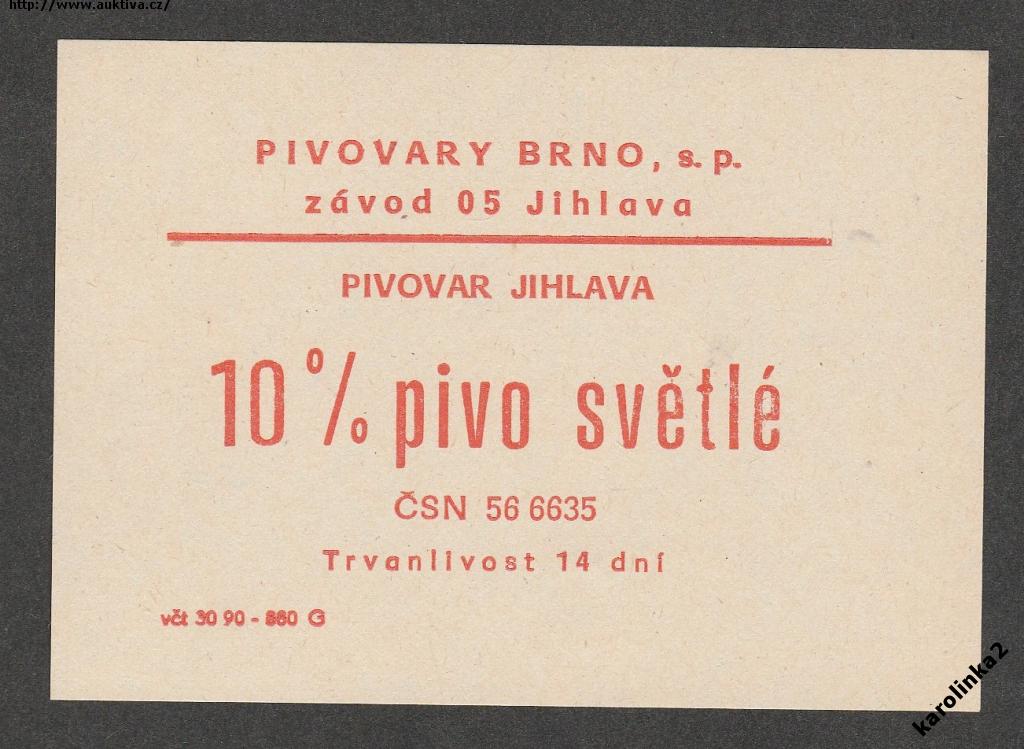 http://www.auktiva.cz/
PIVOVARY BRNO, s.p.
závod 05 Jihlava
PIVOVAR JIHLAVA
10% pivo světlé
ČSN 56 6635
Trvanlivost 14 dní
včt 30 90 - 860 G
karolinka2